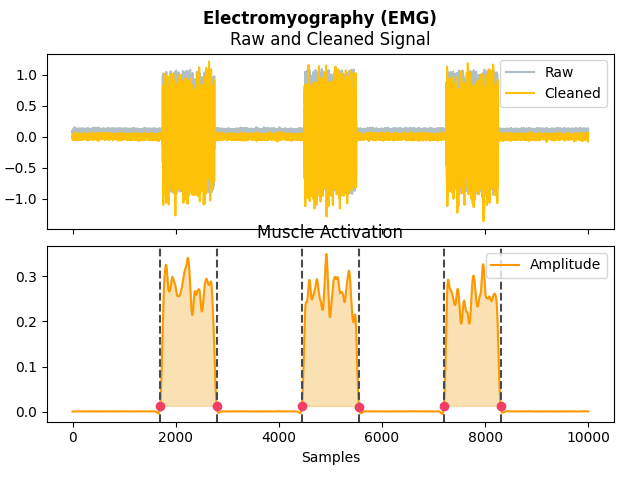 Electromyography (EMG)
Raw and Cleaned Signal
1.0
0.5
0.0
−0.5
−1.0
Raw
Cleaned
Muscle Activation
0.3
0.2
0.1
0.0
Amplitude
0 2000 4000 6000 8000 10000
Samples